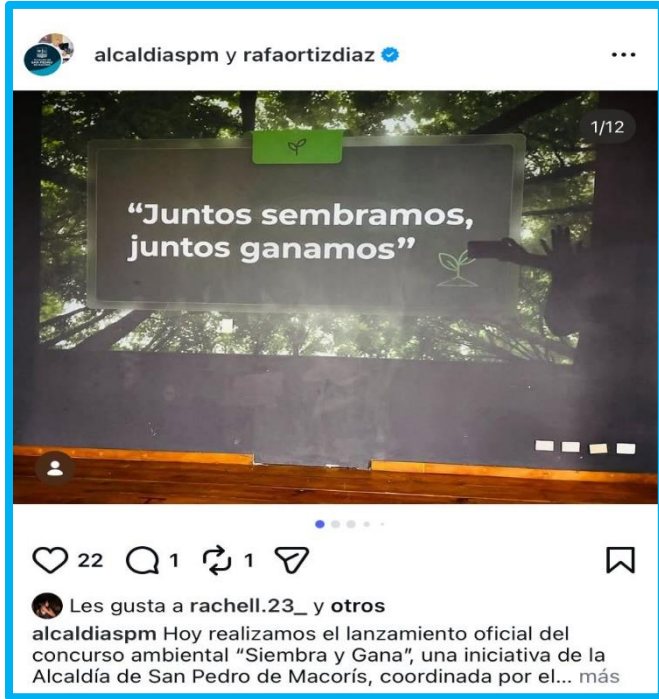 alcaldiaspm y rafaortizdiaz
1/12
“Juntos sembramos,
juntos ganamos”
22 1 1
Les gusta a rachell.23_ y otros
alcaldiaspm Hoy realizamos el lanzamiento oficial del
concurso ambiental “Siembra y Gana”, una iniciativa de la
Alcaldía de San Pedro de Macorís, coordinada por el... más